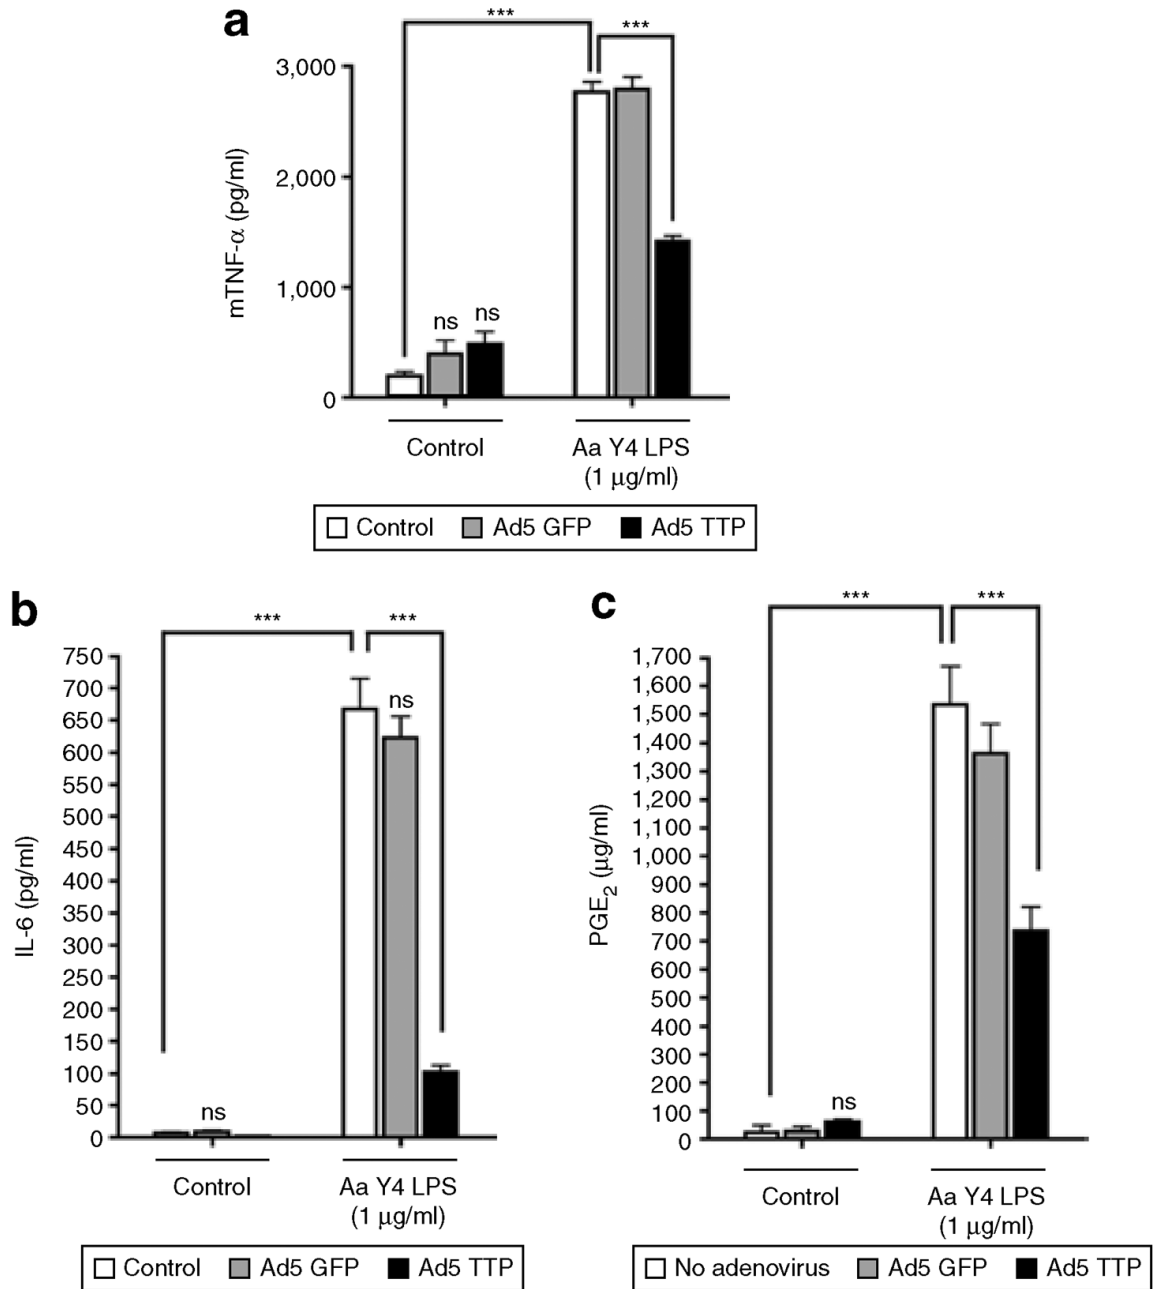 a
***
***
3,000
2,000
1,000
0
mTNF-α (pg/ml)
ns
ns
Control
Aa Y4 LPS
(1 μg/ml)
Control
Ad5 GFP
Ad5 TTP
b
***
***
750
700
650
600
550
500
450
400
350
300
250
200
150
100
50
0
IL-6 (pg/ml)
ns
ns
Control
Aa Y4 LPS
(1 μg/ml)
Control
Ad5 GFP
Ad5 TTP
c
***
***
1,700
1,600
1,500
1,400
1,300
1,200
1,100
1,000
900
800
700
600
500
400
300
200
100
0
PGE2 (μg/ml)
ns
Control
Aa Y4 LPS
(1 μg/ml)
No adenovirus
Ad5 GFP
Ad5 TTP